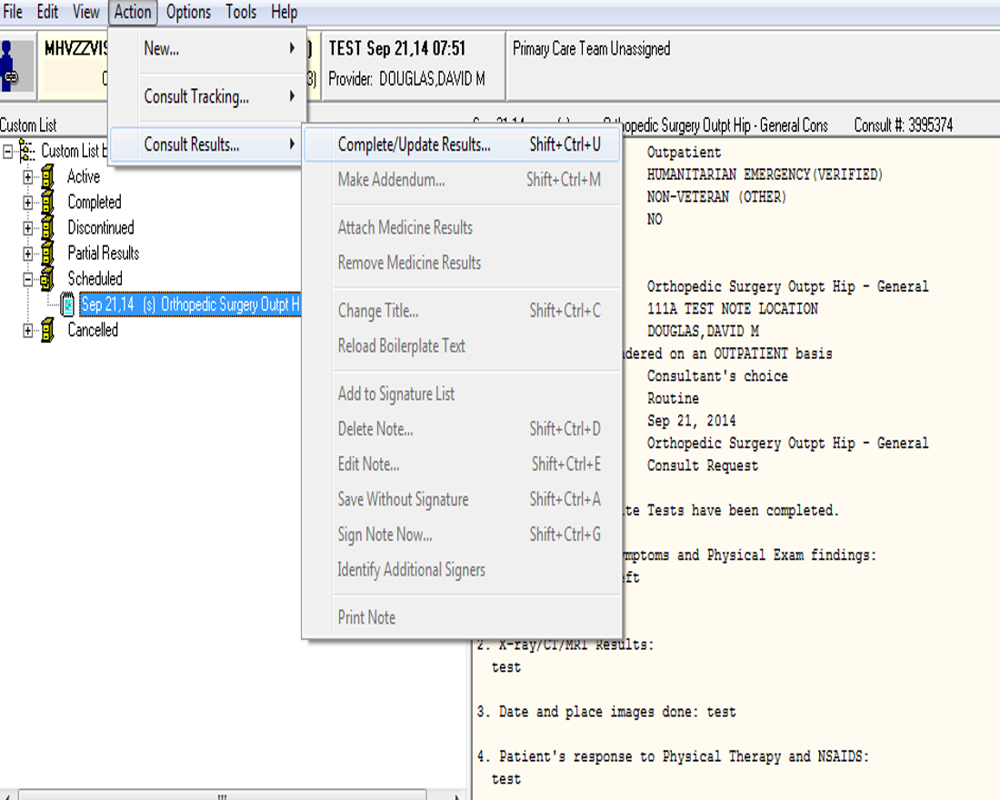 File Edit View Action Options Tools Help
MHVZZVIS
New...
) TEST Sep 21,14 07:51
Primary Care Team Unassigned
3) Provider: DOUGLAS,DAVID M
Consult Tracking...
Custom List
Orthopedic Surgery Outpt Hip - General Cons Consult #: 3995374
Custom List
Consult Results...
Complete/Update Results... Shift+Ctrl+U
Make Addendum... Shift+Ctrl+M
Attach Medicine Results
Remove Medicine Results
Change Title... Shift+Ctrl+C
Reload Boilerplate Text
Add to Signature List
Delete Note... Shift+Ctrl+D
Edit Note... Shift+Ctrl+E
Save Without Signature Shift+Ctrl+A
Sign Note Now... Shift+Ctrl+G
Identify Additional Signers
Print Note
Active
Completed
Discontinued
Partial Results
Scheduled
Sep 21,14 (s) Orthopedic Surgery Outpt H
Cancelled
Outpatient
HUMANITARIAN EMERGENCY(VERIFIED)
NON-VETERAN (OTHER)
NO
Orthopedic Surgery Outpt Hip - General
111A TEST NOTE LOCATION
DOUGLAS,DAVID M
dered on an OUTPATIENT basis
Consultant's choice
Routine
Sep 21, 2014
Orthopedic Surgery Outpt Hip - General
Consult Request
te Tests have been completed.
mptoms and Physical Exam findings:
eft
2. X-ray/CT/MRI Results:
test
3. Date and place images done: test
4. Patient's response to Physical Therapy and NSAIDS:
test